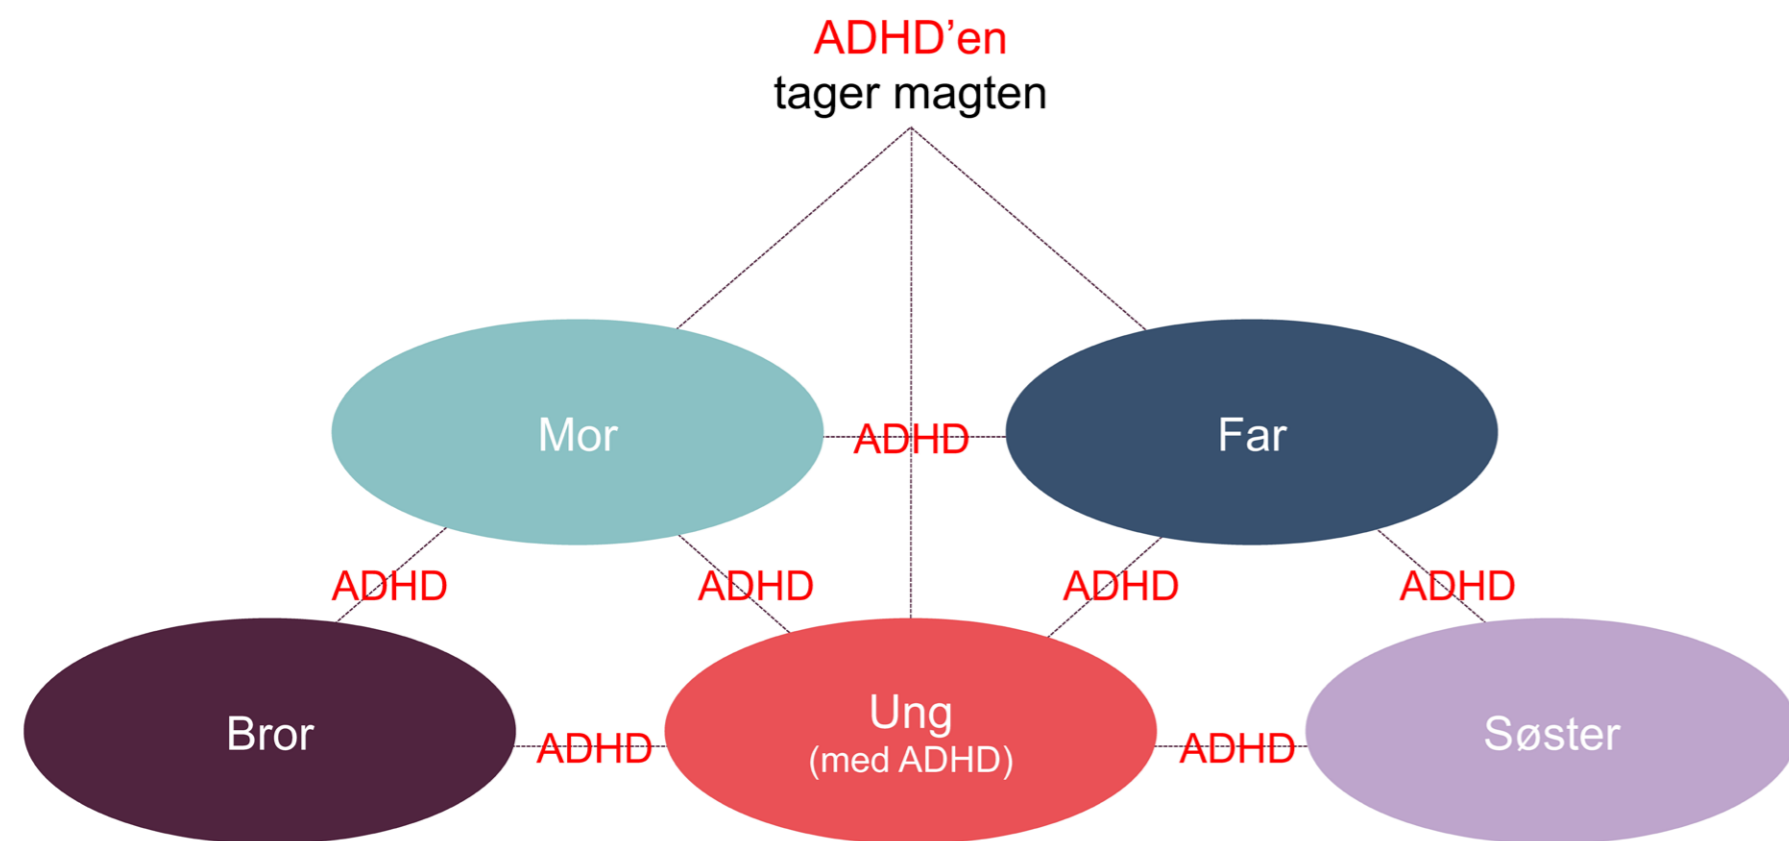 ADHD’en
tager magten
Mor
ADHD
Far
ADHD
ADHD
ADHD
ADHD
Bror
ADHD
Ung
(med ADHD)
ADHD
Søster